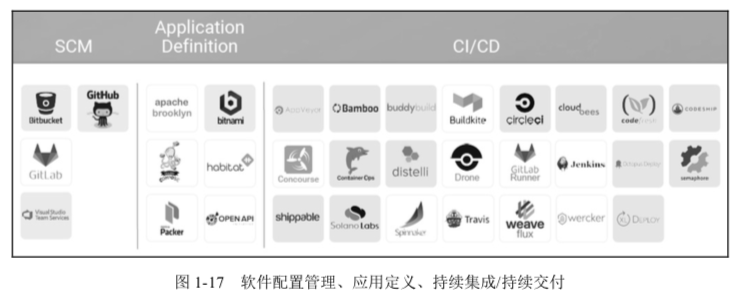 SCM
Application
Definition
CI/CD
Bitbucket
GitHub
GitLab
Visual Studio
Team Services
apache
brooklyn
bitnami
habitat
Packer
OPEN API
AppVeyor
Bamboo
buddybuild
Buildkite
circleci
cloudbees
codefresh
CODESHIP
Concourse
Container Ops
distelli
Drone
GitLab
Runner
Jenkins
Octopus Deploy
semaphore
shippable
Solano Labs
Spinnaker
Travis
weave
flux
wercker
XL DEPLOY
图 1-17 软件配置管理、应用定义、持续集成/持续交付